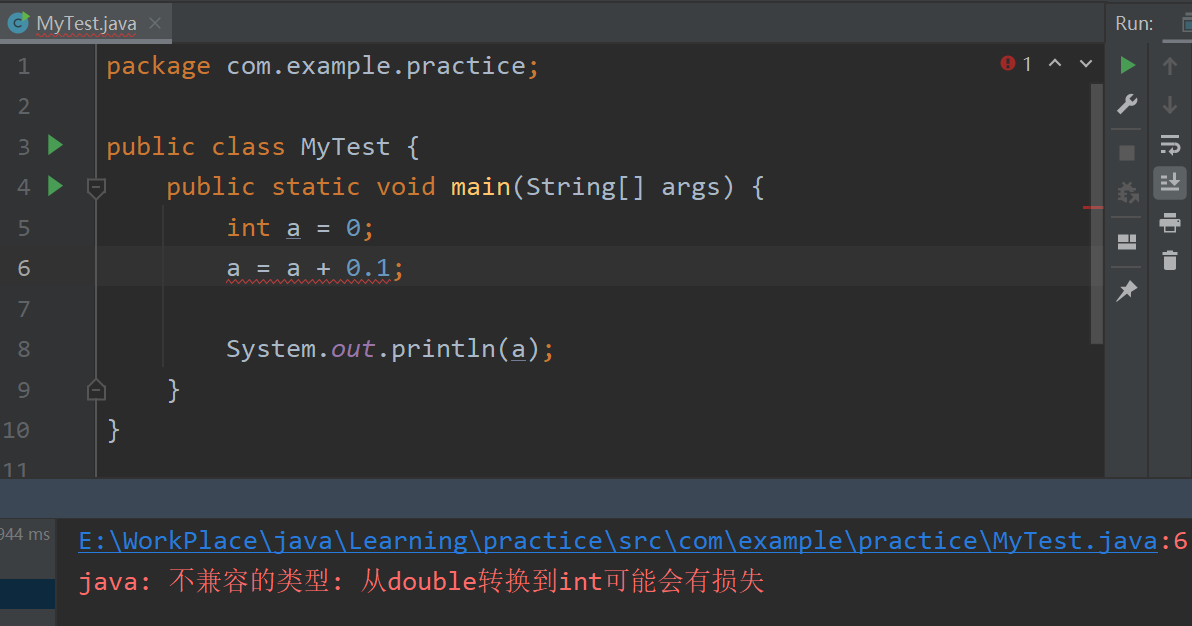 MyTest.java
Run:
1 package com.example.practice;
1
2
3 public class MyTest {
4 public static void main(String[] args) {
5 int a = 0;
6 a = a + 0.1;
7
8 System.out.println(a);
9 }
10 }
11
944 ms
E:\WorkPlace\java\Learning\practice\src\com\example\practice\MyTest.java:6
java: 不兼容的类型: 从double转换到int可能会有损失